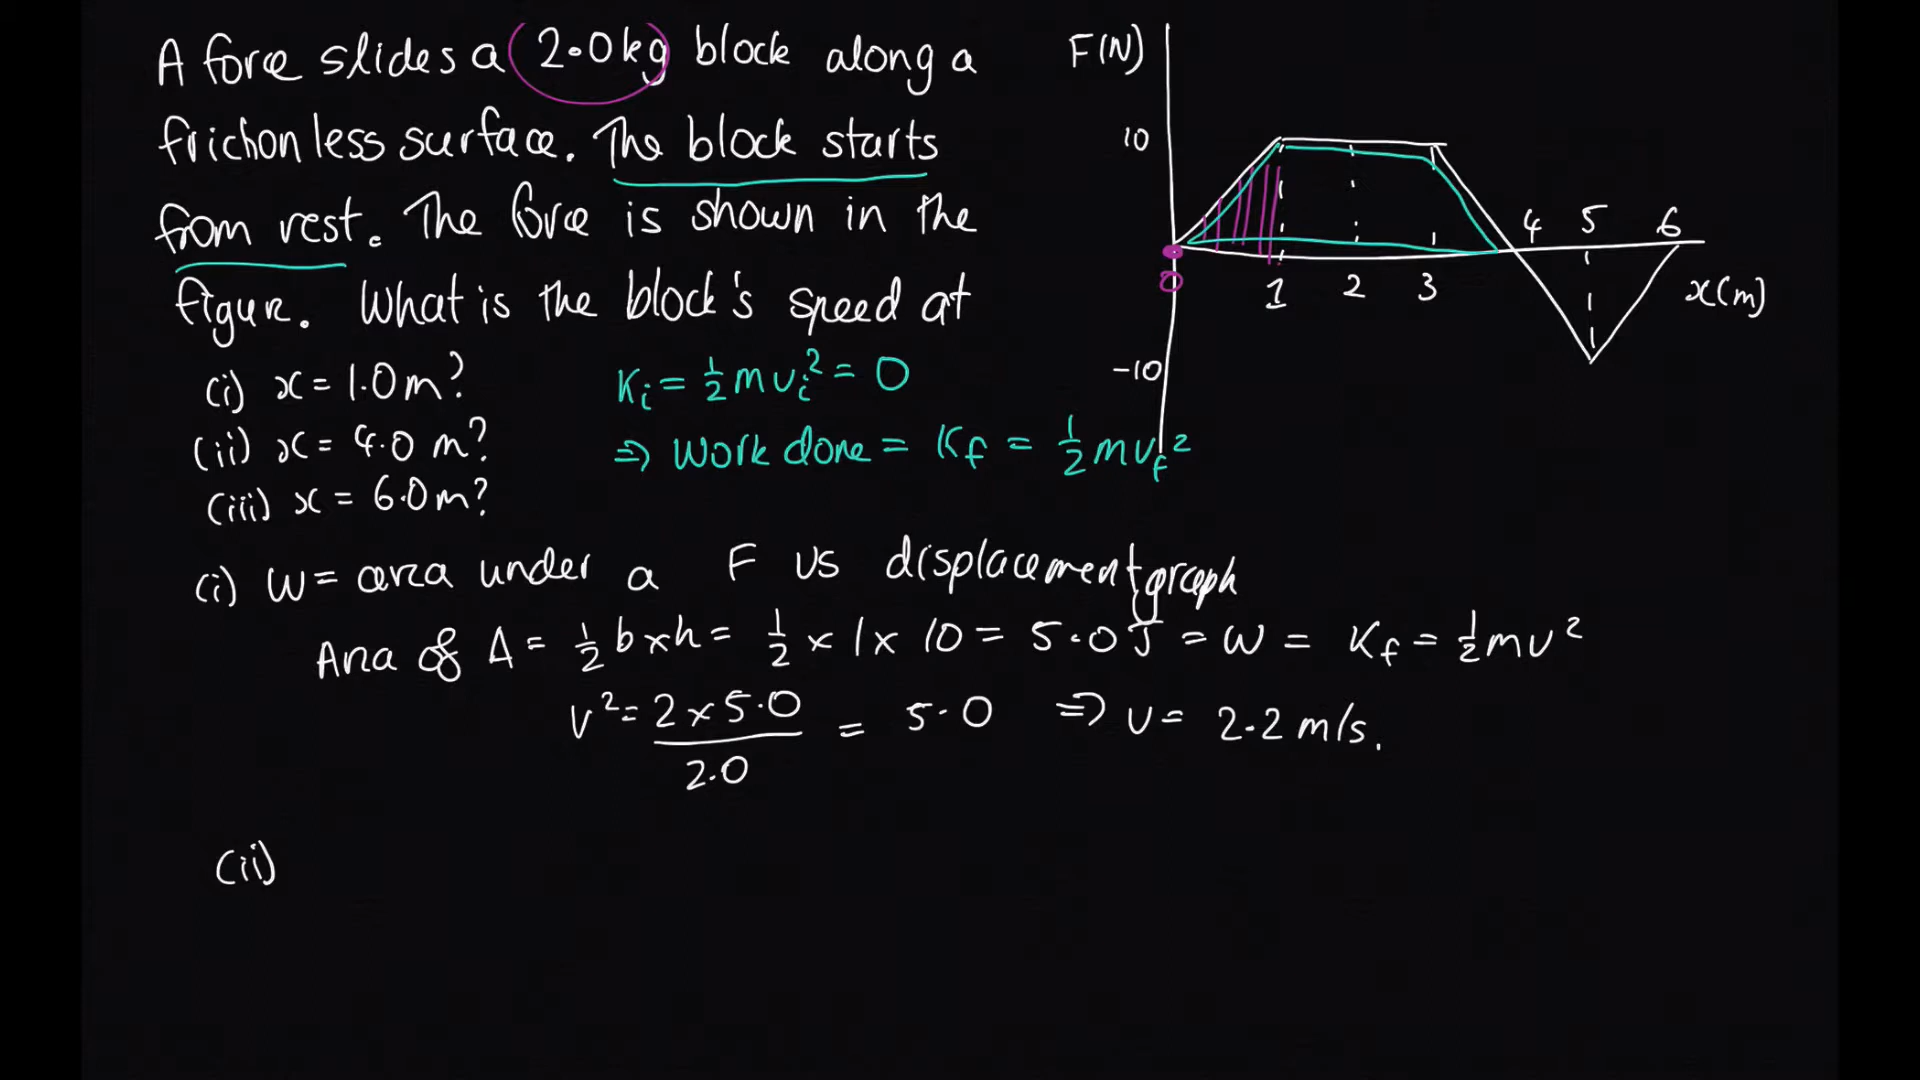 A force slides a 2.0kg block along a
frictionless surface. The block starts
from rest. The force is shown in the
figure. What is the block's speed at
(i) x = 1.0m?
(ii) x = 4.0 m?
(iii) x = 6.0m?
Ki = ½mvi² = 0
⇒ Work done = Kf = ½mvf²
F(N)
10
4 5 6
0 1 2 3
x(m)
-10
(i) W = area under a F vs displacement graph
Area of Δ = ½ b×h = ½ × 1 × 10 = 5.0 J = W = Kf = ½mv²
v² = 2 × 5.0 / 2.0 = 5.0 ⇒ v = 2.2 m/s.
(ii)